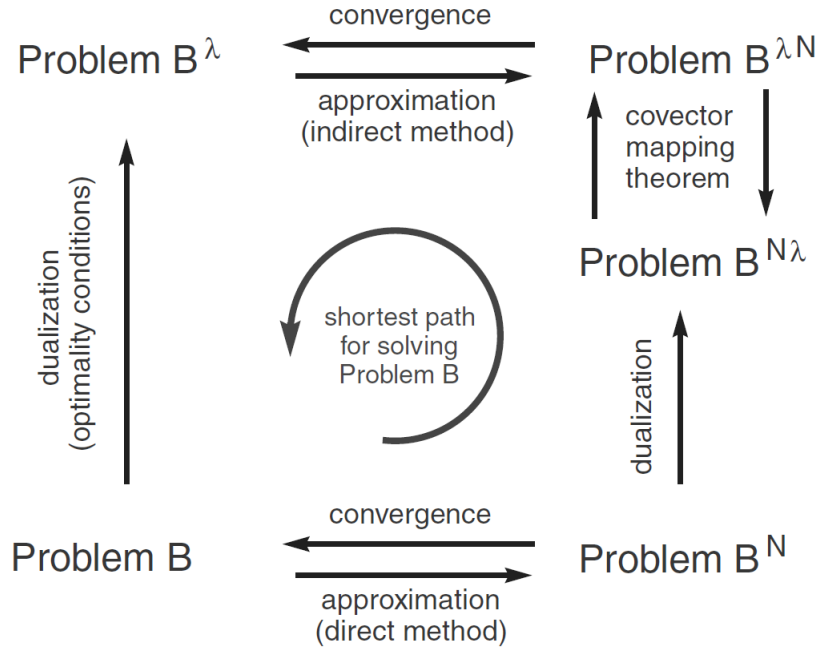 convergence
Problem B^λ
Problem B^λN
approximation
(indirect method)
covector
mapping
theorem
dualization
(optimality conditions)
Problem B^Nλ
shortest path
for solving
Problem B
dualization
convergence
Problem B
Problem B^N
approximation
(direct method)